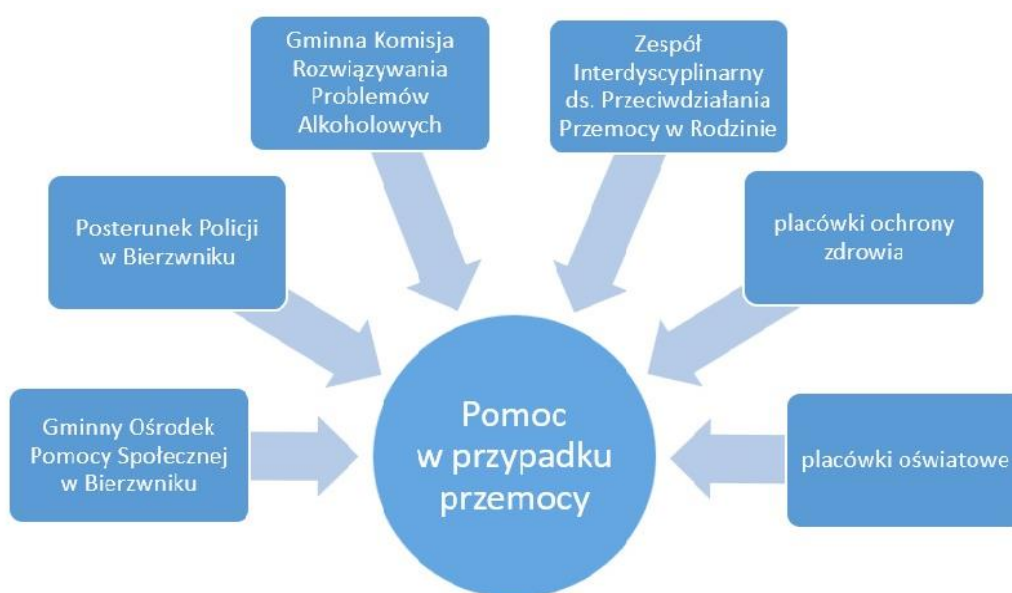 Gminna Komisja
Rozwiązywania
Problemów
Alkoholowych
Zespół
Interdyscyplinarny
ds. Przeciwdziałania
Przemocy w Rodzinie
Posterunek Policji
w Bierzwniku
placówki ochrony
zdrowia
Gminny Ośrodek
Pomocy Społecznej
w Bierzwniku
Pomoc
w przypadku
przemocy
placówki oświatowe